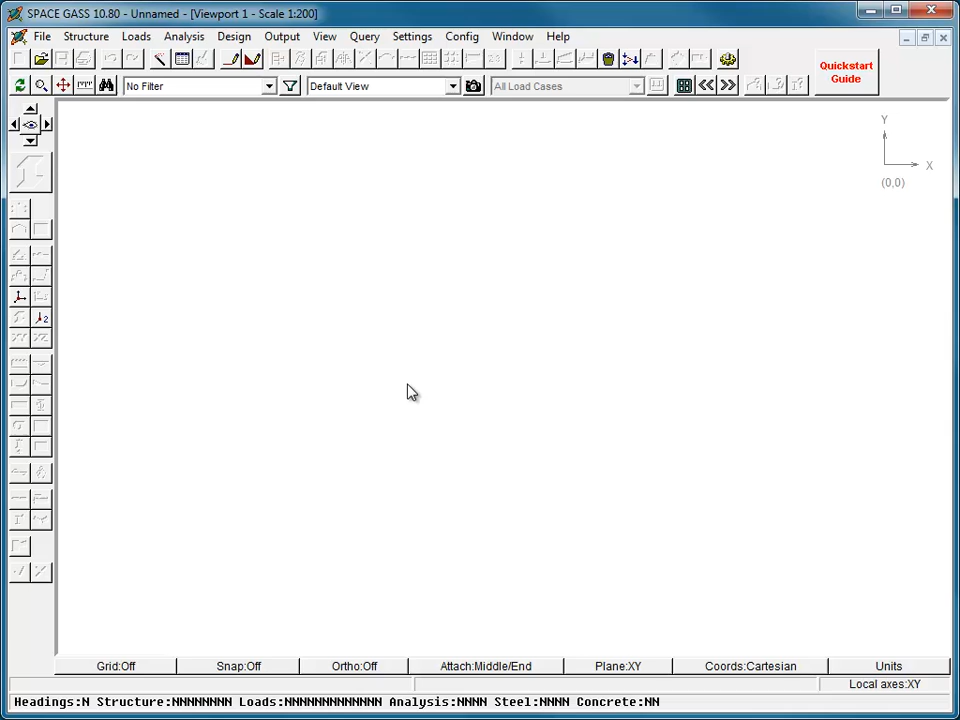 SPACE GASS 10.80 - Unnamed - [Viewport 1 - Scale 1:200]
File Structure Loads Analysis Design Output View Query Settings Config Window Help
Quickstart
Guide
No Filter Default View All Load Cases
Y
X
(0,0)
Grid:Off Snap:Off Ortho:Off Attach:Middle/End Plane:XY Coords:Cartesian Units
Local axes:XY
Headings:N Structure:NNNNNNNN Loads:NNNNNNNNNNNNN Analysis:NNNN Steel:NNNN Concrete:NN